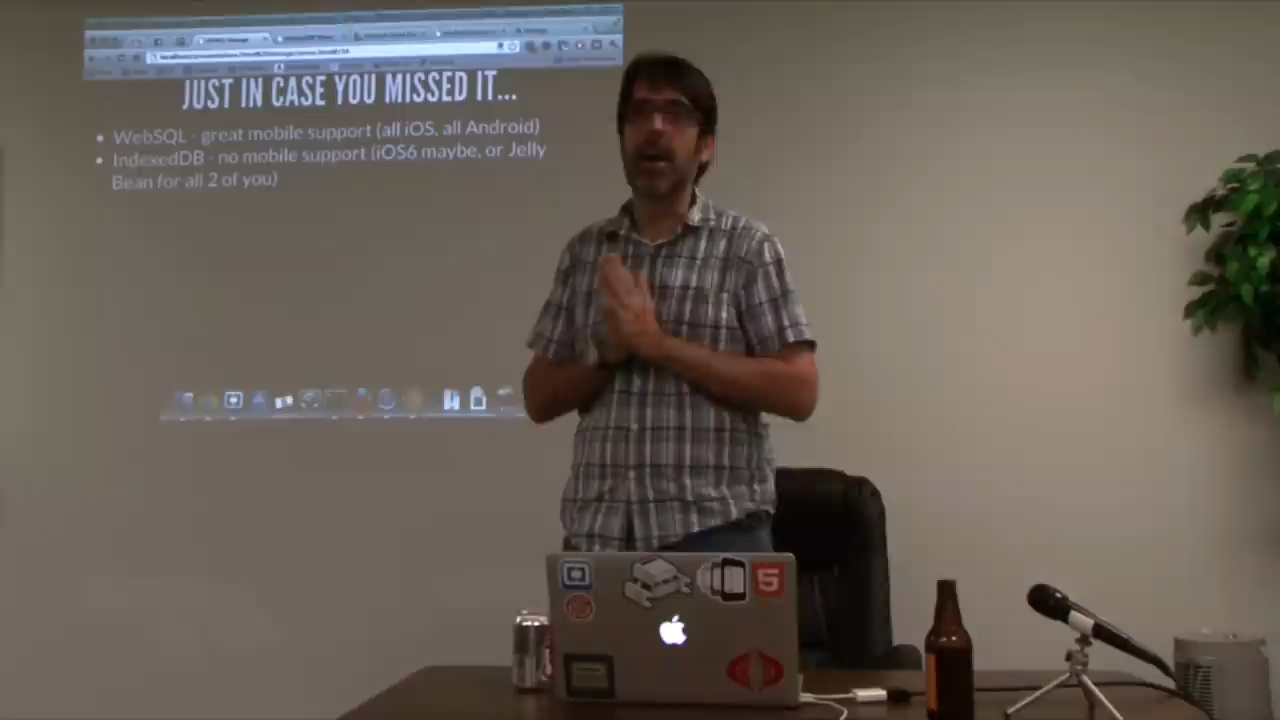 JUST IN CASE YOU MISSED IT...
• WebSQL - great mobile support (all iOS, all Android)
• IndexedDB - no mobile support (iOS6 maybe, or Jelly
Bean for all 2 of you)
5